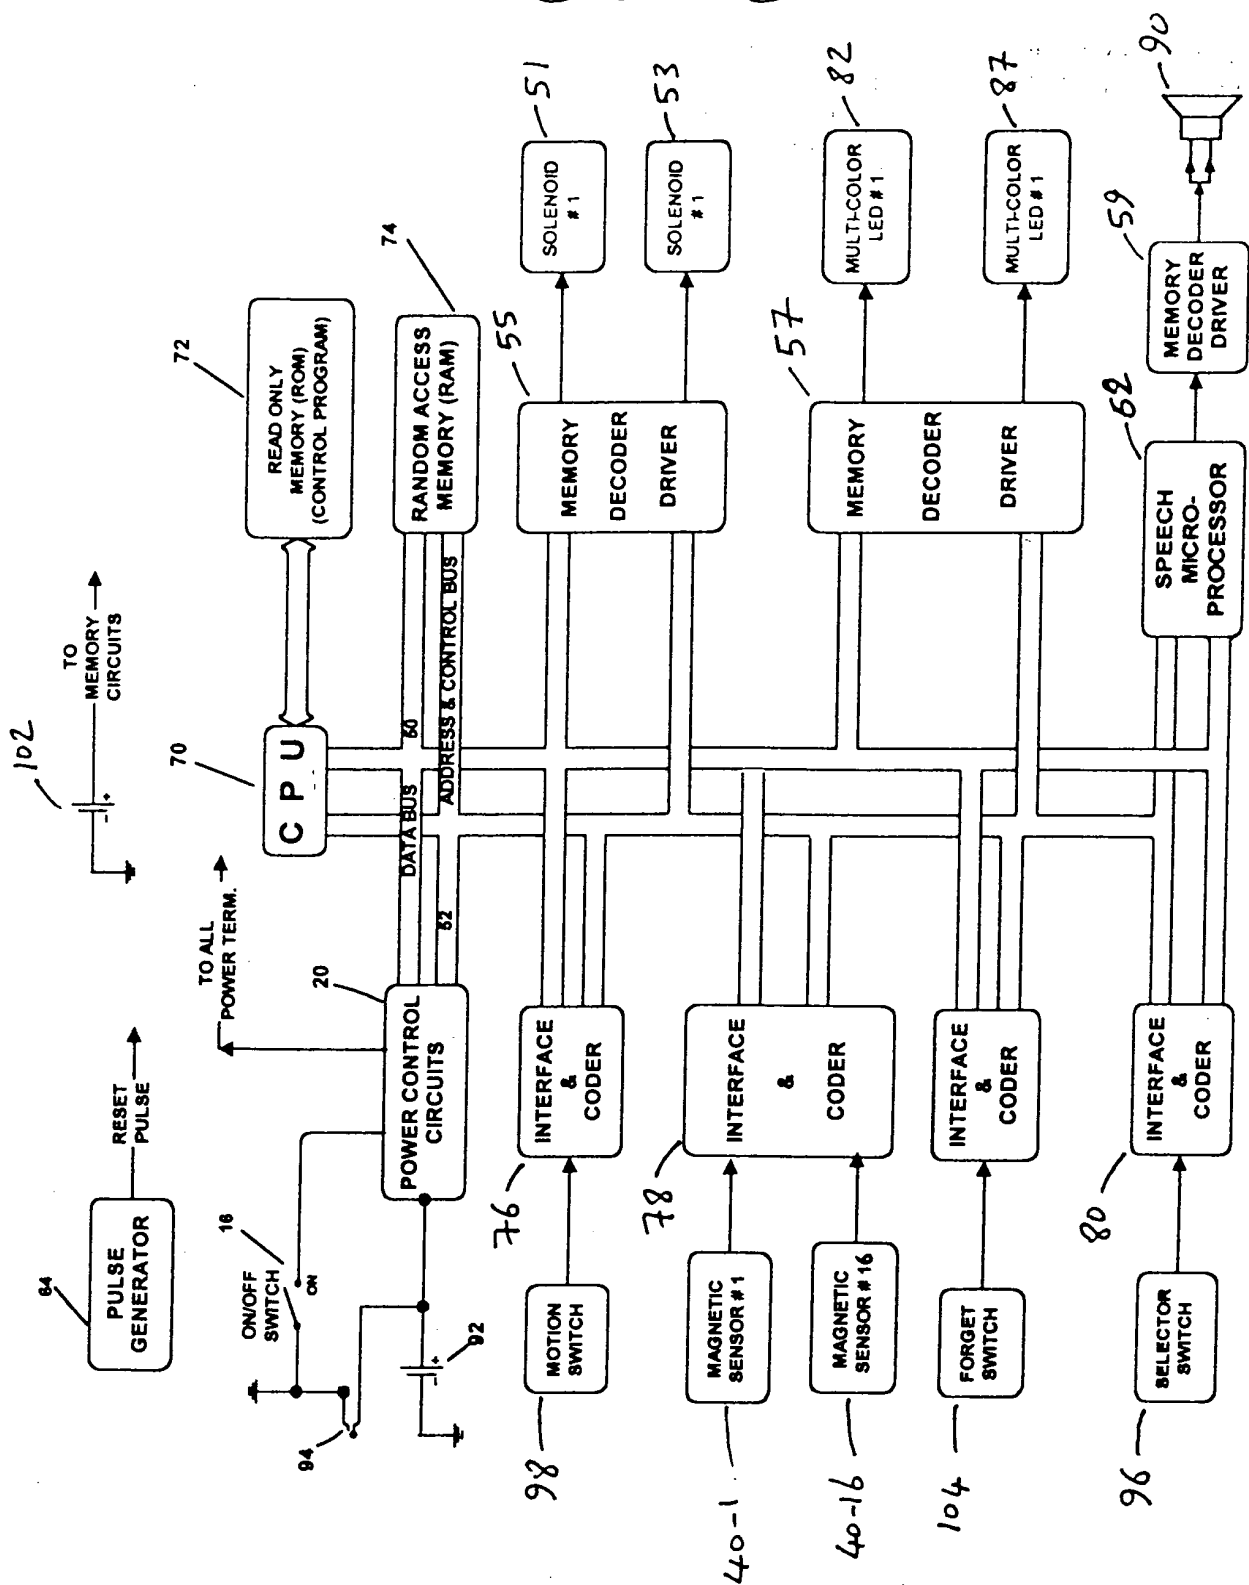 64
PULSE
GENERATOR
RESET
PULSE
102
TO
MEMORY
CIRCUITS
16
ON/OFF
SWITCH
ON
94
92
TO ALL
POWER TERM.
20
POWER CONTROL
CIRCUITS
70
C P U
72
READ ONLY
MEMORY (ROM)
(CONTROL PROGRAM)
74
RANDOM ACCESS
MEMORY (RAM)
DATA BUS
60
62
ADDRESS & CONTROL BUS
98
MOTION
SWITCH
76
INTERFACE
&
CODER
55
MEMORY
DECODER
DRIVER
SOLENOID
# 1
51
SOLENOID
# 1
53
40-1
MAGNETIC
SENSOR # 1
40-16
MAGNETIC
SENSOR # 16
78
INTERFACE
&
CODER
57
MEMORY
DECODER
DRIVER
MULTI-COLOR
LED # 1
82
MULTI-COLOR
LED # 1
87
104
FORGET
SWITCH
INTERFACE
&
CODER
96
SELECTOR
SWITCH
80
INTERFACE
&
CODER
SPEECH
MICRO-
PROCESSOR
MEMORY
DECODER
DRIVER
59
90